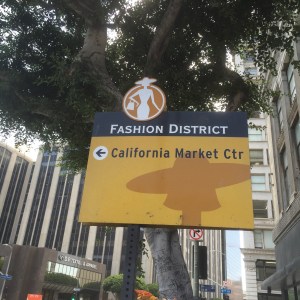 FASHION DISTRICT
California Market Ctr